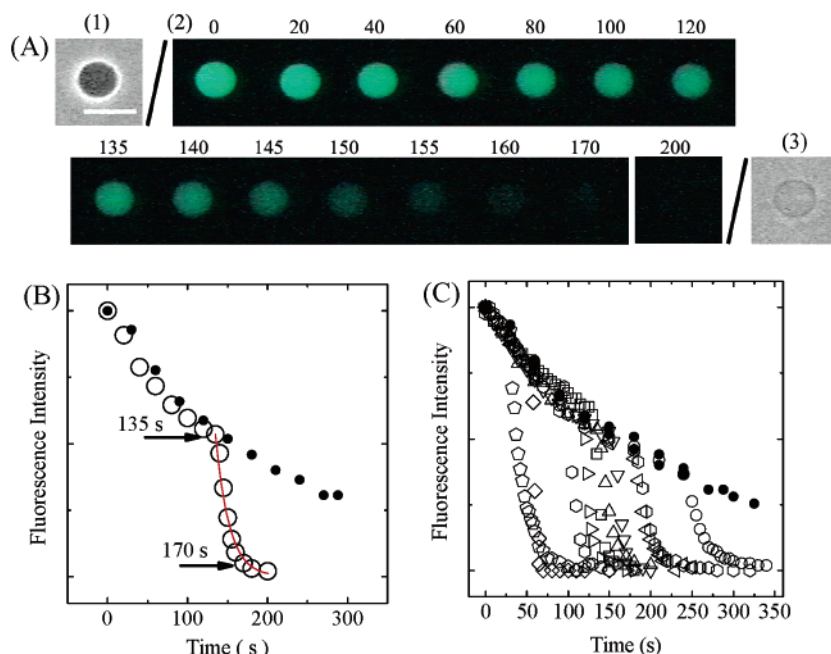 (A)
(1)
(2)
0 20 40 60 80 100 120
135 140 145 150 155 160 170 200
(3)
(B)
135 s
170 s
Fluorescence Intensity
0 100 200 300
Time ( s )
(C)
Fluorescence Intensity
0 50 100 150 200 250 300 350
Time (s)